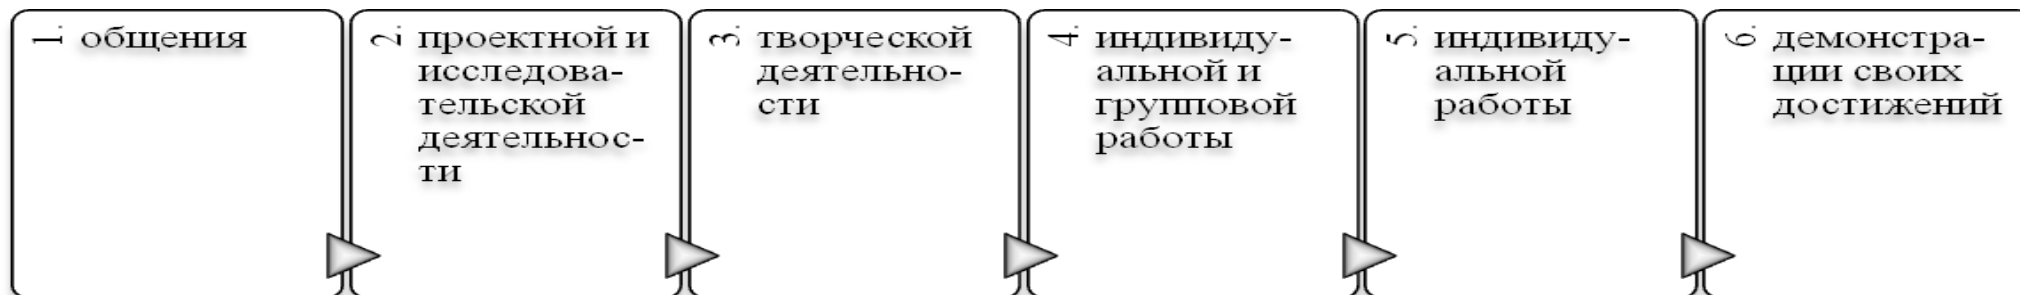 1. общения
2. проектной и
исследова-
тельской
деятельнос-
ти
3. творческой
деятельно-
сти
4. индивиду-
альной и
групповой
работы
5. индивиду-
альной
работы
6. демонстра-
ции своих
достижений